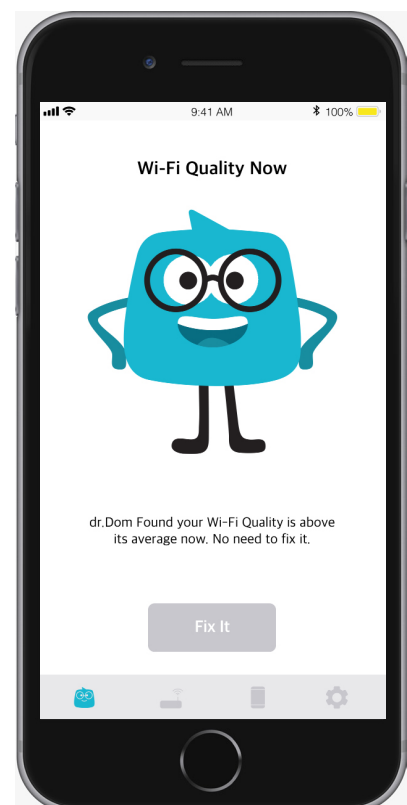 9:41 AM
100%
Wi-Fi Quality Now
dr.Dom Found your Wi-Fi Quality is above
its average now. No need to fix it.
Fix It